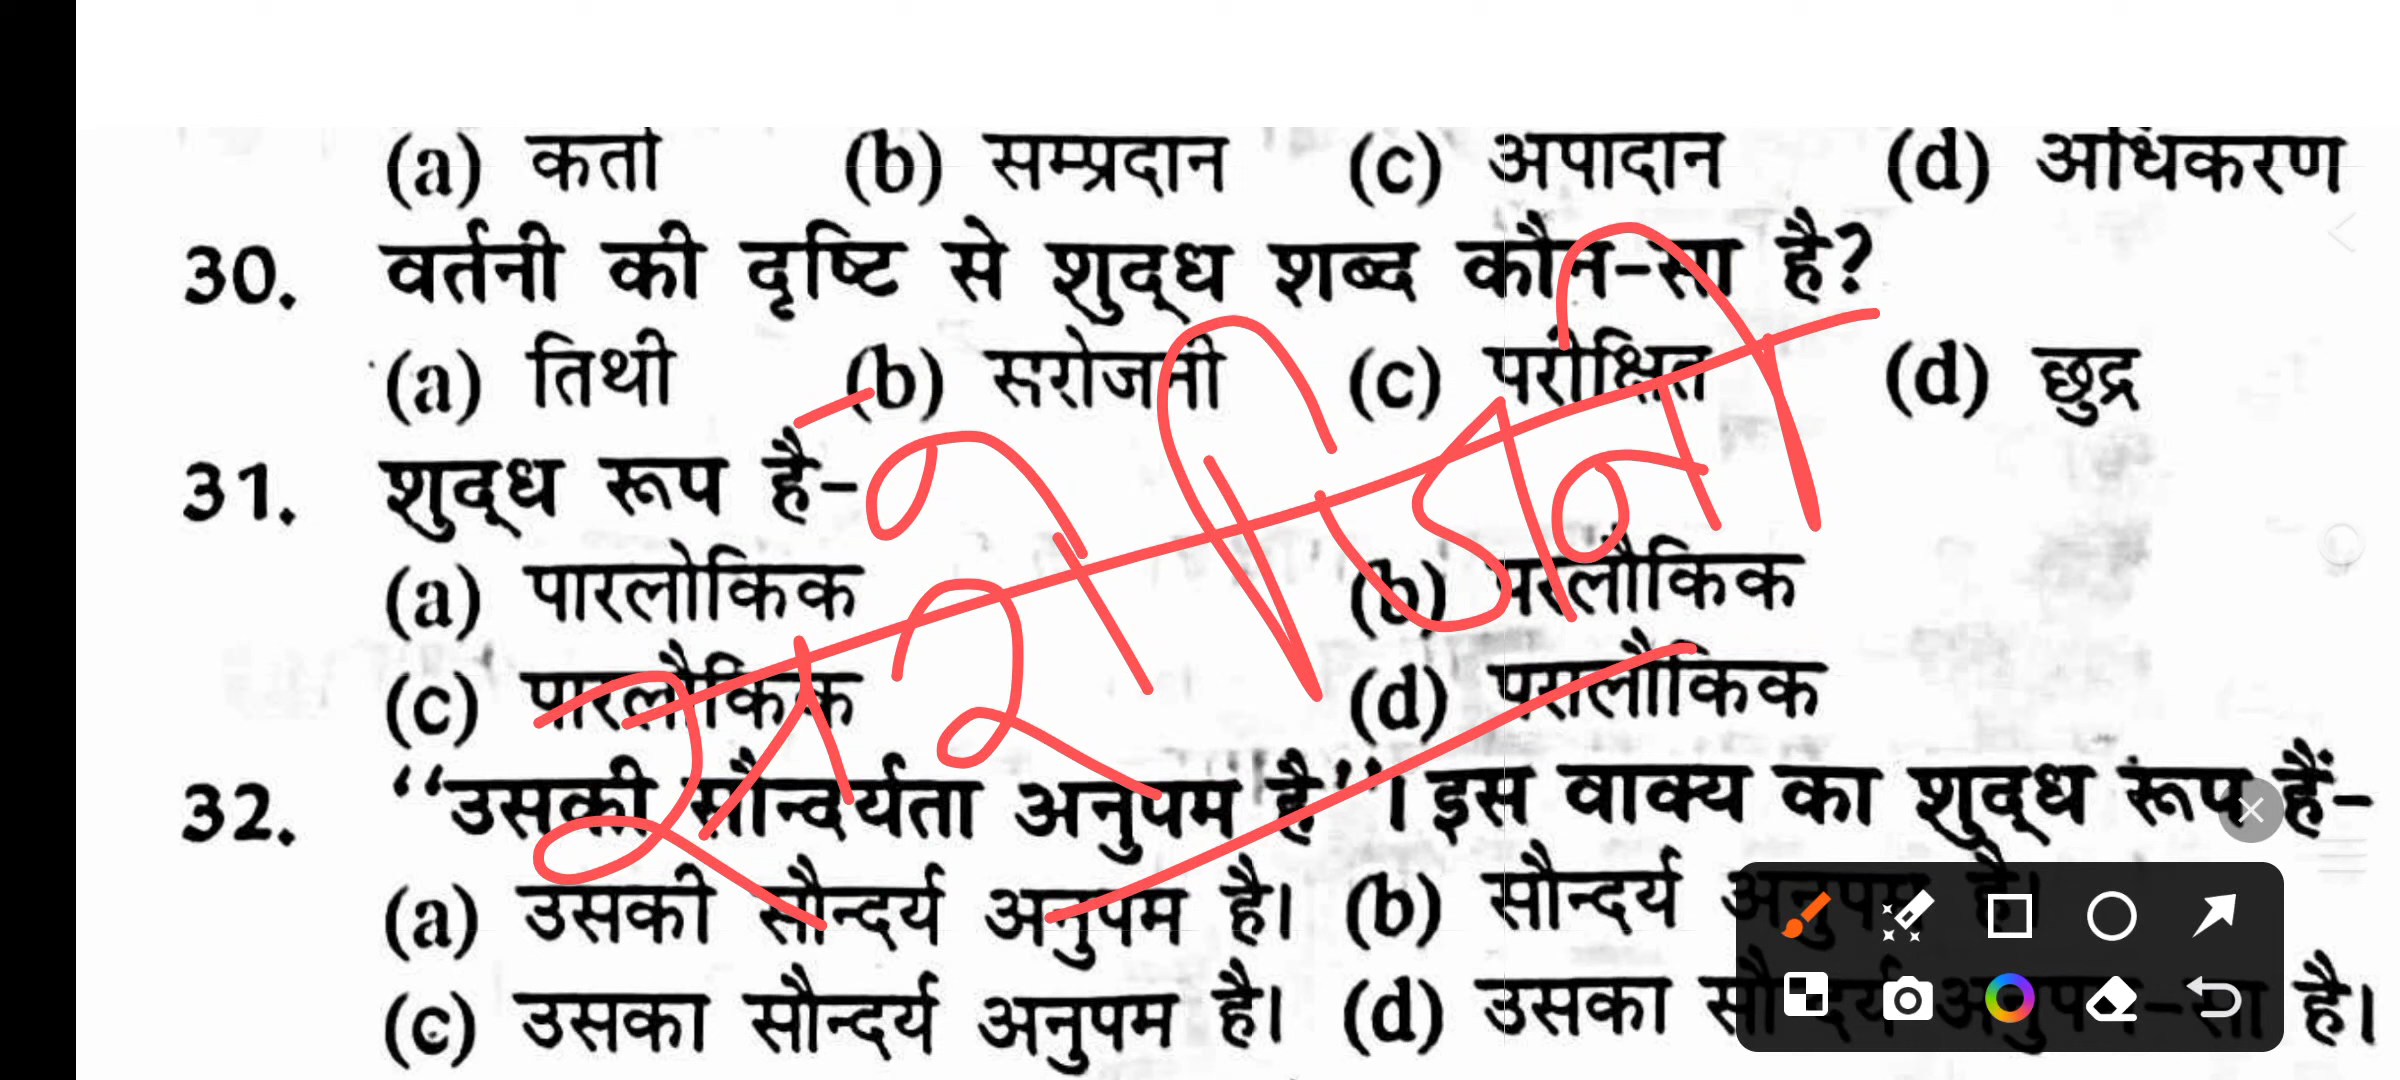 (a) कर्ता (b) सम्प्रदान (c) अपादान (d) अधिकरण
30. वर्तनी की दृष्टि से शुद्ध शब्द कौन-सा है?
(a) तिथी (b) सरोजनी (c) परीक्षित (d) छुद्र
31. शुद्ध रूप है-
(a) पारलोकिक (b) परलौकिक
(c) पारलौकिक (d) परालौकिक
32. “उसकी सौन्दर्यता अनुपम है”। इस वाक्य का शुद्ध रूप हैं-
(a) उसकी सौन्दर्य अनुपम है। (b) सौन्दर्य अनुपम है।
(c) उसका सौन्दर्य अनुपम है। (d) उसका सौन्दर्य अनुपम-सा है।
सरोजिनी